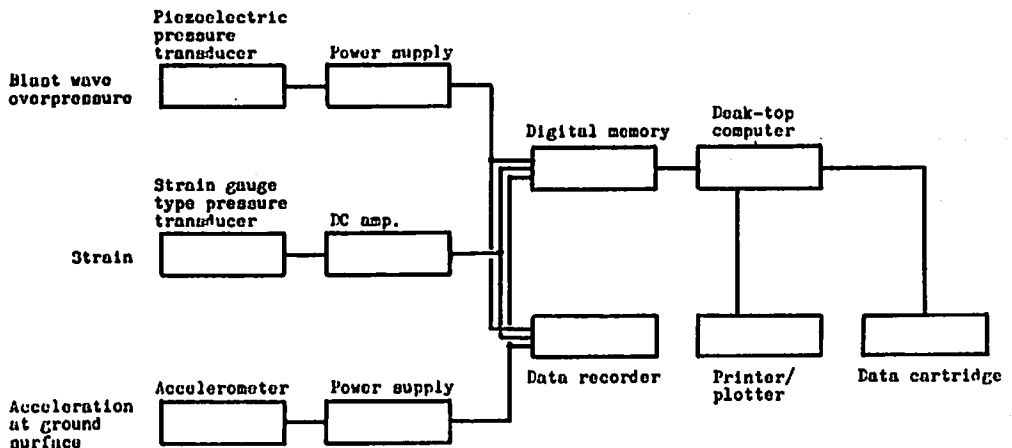 Piezoelectric
pressure
transducer
Power supply
Blast wave
overpressure
Digital memory
Desk-top
computer
Strain gauge
type pressure
transducer
DC amp.
Strain
Data recorder
Printer/
plotter
Data cartridge
Accelerometer
Power supply
Acceleration
at ground
surface